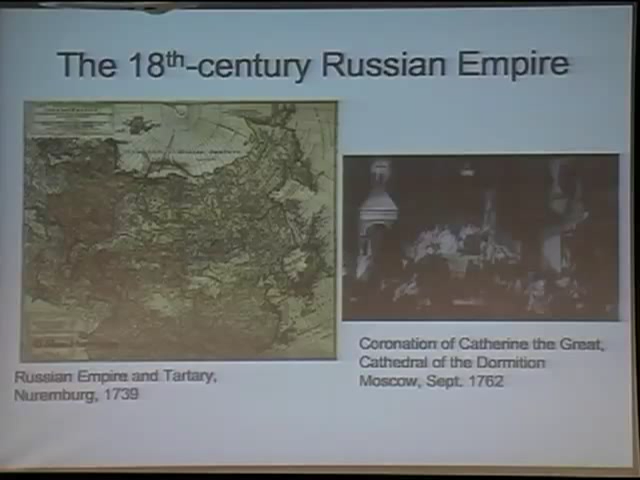 The 18th-century Russian Empire
Russian Empire and Tartary,
Nuremburg, 1739
Coronation of Catherine the Great,
Cathedral of the Dormition
Moscow, Sept. 1762